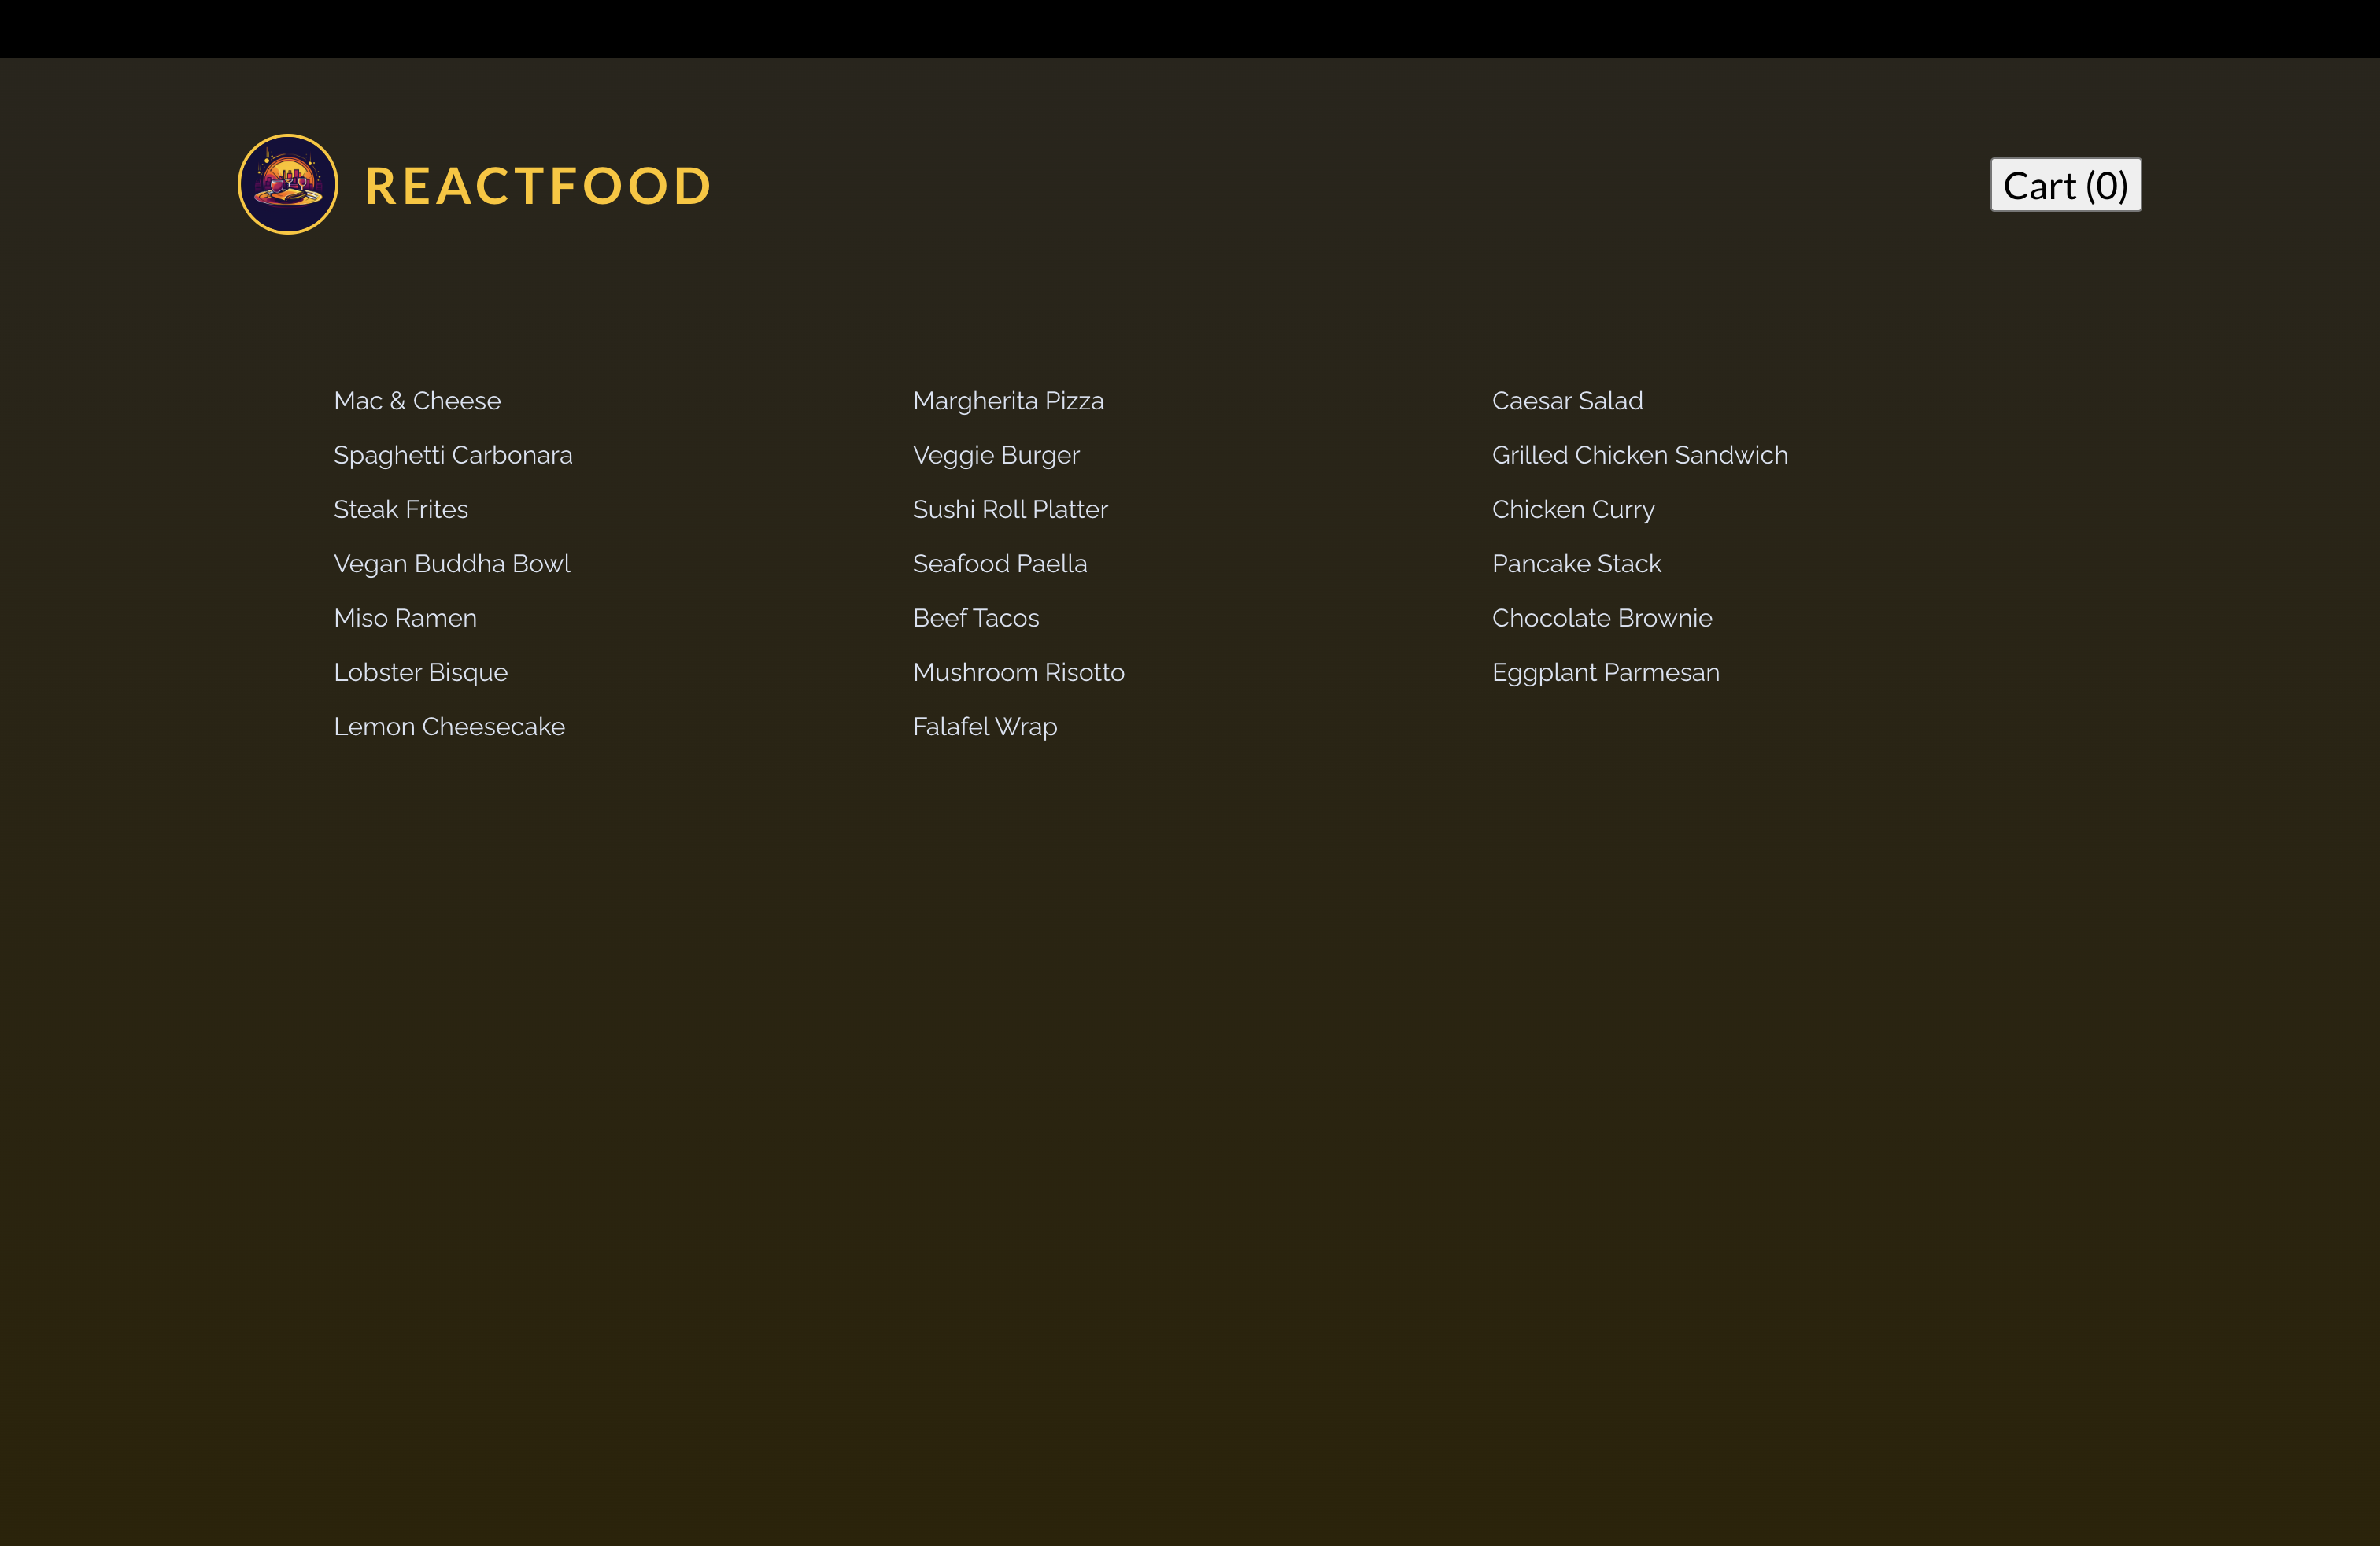 REACTFOOD
Cart (0)
Mac & Cheese
Margherita Pizza
Caesar Salad
Spaghetti Carbonara
Veggie Burger
Grilled Chicken Sandwich
Steak Frites
Sushi Roll Platter
Chicken Curry
Vegan Buddha Bowl
Seafood Paella
Pancake Stack
Miso Ramen
Beef Tacos
Chocolate Brownie
Lobster Bisque
Mushroom Risotto
Eggplant Parmesan
Lemon Cheesecake
Falafel Wrap